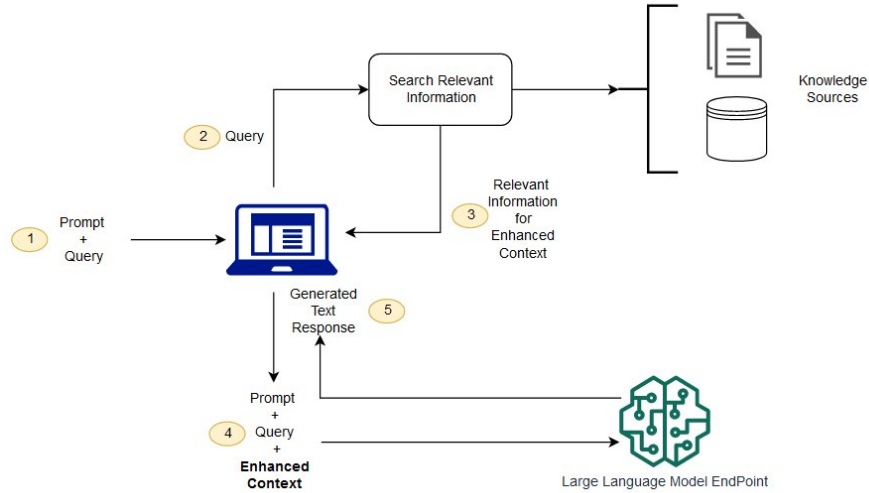 Search Relevant
Information
Knowledge
Sources
2
Query
3
Relevant
Information
for
Enhanced
Context
1
Prompt
+
Query
Generated
Text
Response
5
4
Prompt
+
Query
+
Enhanced
Context
Large Language Model EndPoint